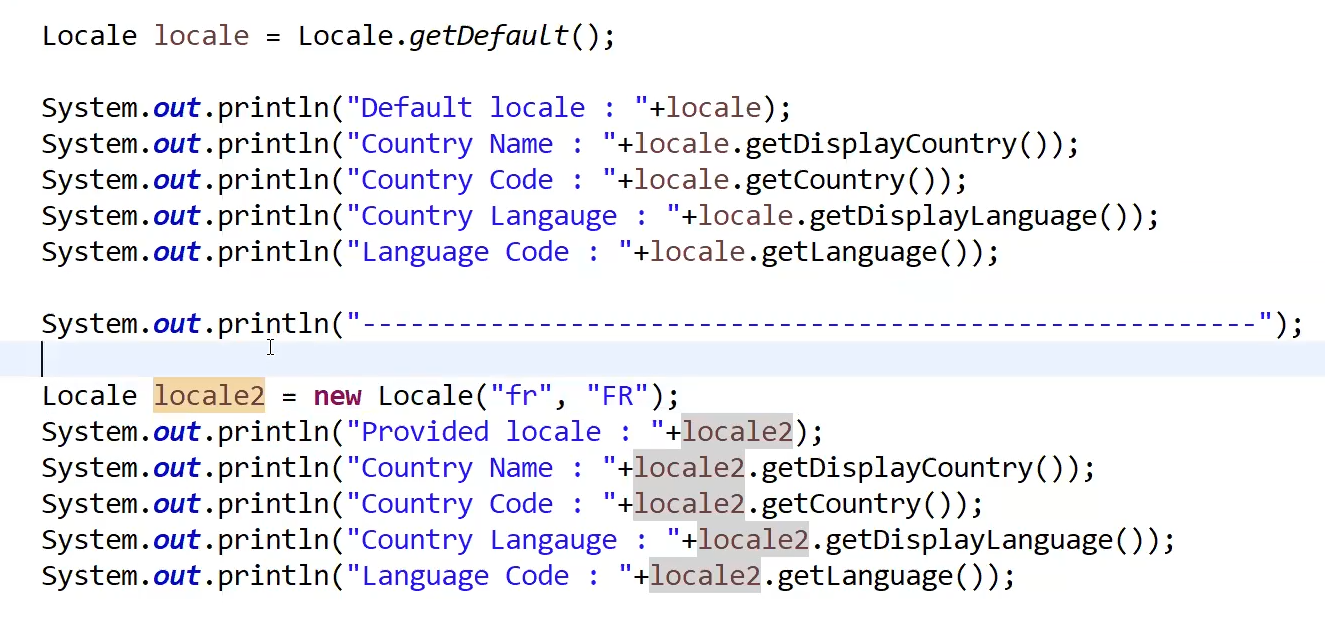 Locale locale = Locale.getDefault();
System.out.println("Default locale : "+locale);
System.out.println("Country Name : "+locale.getDisplayCountry());
System.out.println("Country Code : "+locale.getCountry());
System.out.println("Country Langauge : "+locale.getDisplayLanguage());
System.out.println("Language Code : "+locale.getLanguage());
System.out.println("--------------------------------------------------------");
Locale locale2 = new Locale("fr", "FR");
System.out.println("Provided locale : "+locale2);
System.out.println("Country Name : "+locale2.getDisplayCountry());
System.out.println("Country Code : "+locale2.getCountry());
System.out.println("Country Langauge : "+locale2.getDisplayLanguage());
System.out.println("Language Code : "+locale2.getLanguage());